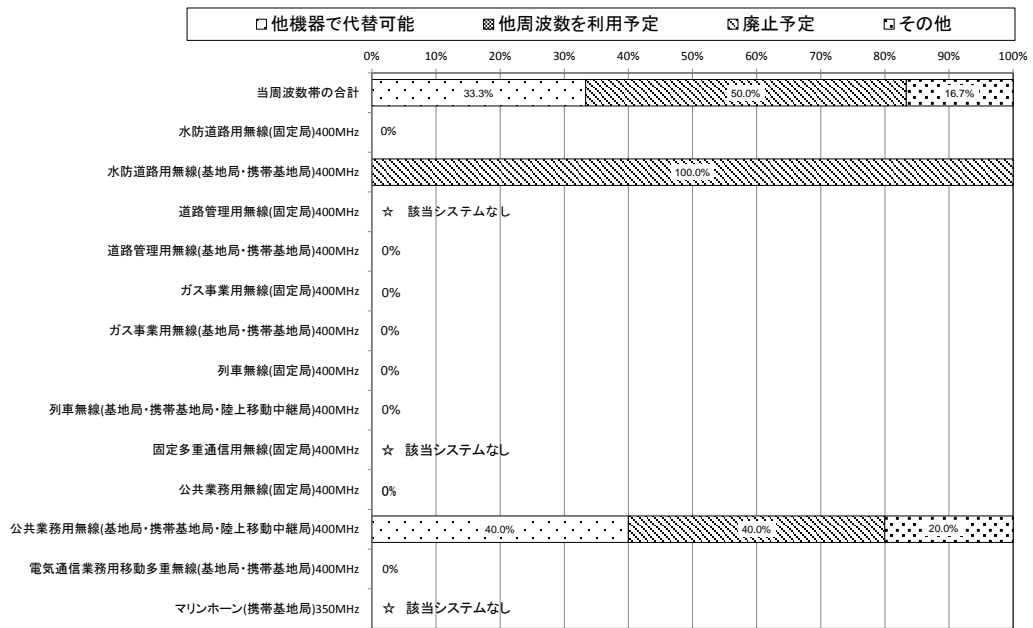 他機器で代替可能 他周波数を利用予定 廃止予定 その他
0% 10% 20% 30% 40% 50% 60% 70% 80% 90% 100%
当周波数帯の合計 33.3% 50.0% 16.7%
水防道路用無線(固定局)400MHz 0%
水防道路用無線(基地局・携帯基地局)400MHz 100.0%
道路管理用無線(固定局)400MHz ☆ 該当システムなし
道路管理用無線(基地局・携帯基地局)400MHz 0%
ガス事業用無線(固定局)400MHz 0%
ガス事業用無線(基地局・携帯基地局)400MHz 0%
列車無線(固定局)400MHz 0%
列車無線(基地局・携帯基地局・陸上移動中継局)400MHz 0%
固定多重通信用無線(固定局)400MHz ☆ 該当システムなし
公共業務用無線(固定局)400MHz 0%
公共業務用無線(基地局・携帯基地局・陸上移動中継局)400MHz 40.0% 40.0% 20.0%
電気通信業務用移動多重無線(基地局・携帯基地局)400MHz 0%
マリンホーン(携帯基地局)350MHz ☆ 該当システムなし